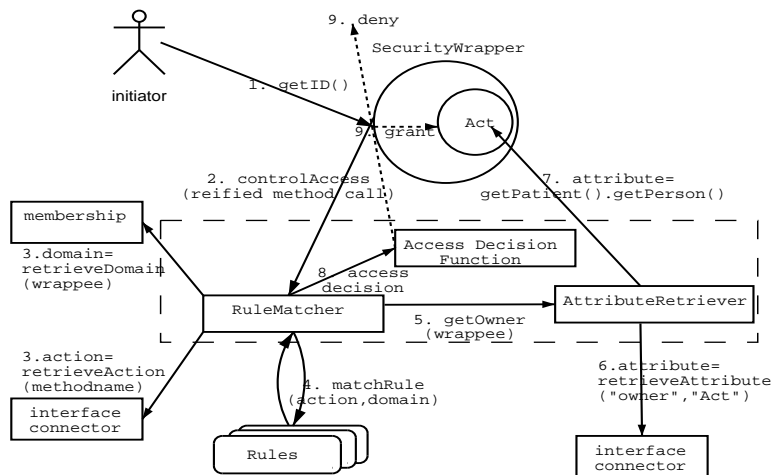 9. deny
SecurityWrapper
initiator
1. getID()
9. grant
Act
2. controlAccess
(reified method call)
7. attribute=
getPatient().getPerson()
membership
3.domain=
retrieveDomain
(wrappee)
Access Decision
Function
8. access
decision
RuleMatcher
AttributeRetriever
5. getOwner
(wrappee)
3.action=
retrieveAction
(methodname)
4. matchRule
(action,domain)
6.attribute=
retrieveAttribute
("owner","Act")
interface
connector
Rules
interface
connector